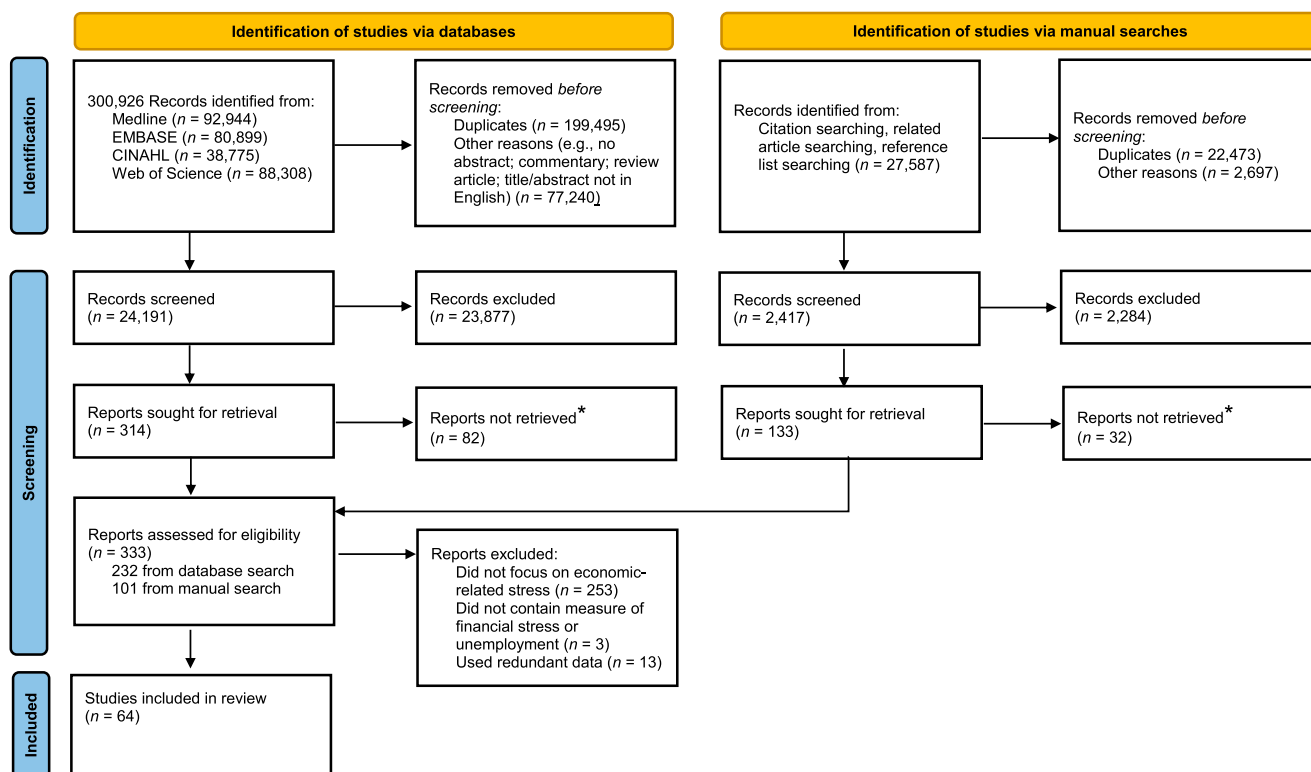 Identification of studies via databases
Identification of studies via manual searches
Identification
300,926 Records identified from:
Medline (n = 92,944)
EMBASE (n = 80,899)
CINAHL (n = 38,775)
Web of Science (n = 88,308)
Records removed before
screening:
Duplicates (n = 199,495)
Other reasons (e.g., no
abstract; commentary; review
article; title/abstract not in
English) (n = 77,240)
Records identified from:
Citation searching, related
article searching, reference
list searching (n = 27,587)
Records removed before
screening:
Duplicates (n = 22,473)
Other reasons (n = 2,697)
Screening
Records screened
(n = 24,191)
Records excluded
(n = 23,877)
Records screened
(n = 2,417)
Records excluded
(n = 2,284)
Reports sought for retrieval
(n = 314)
Reports not retrieved*
(n = 82)
Reports sought for retrieval
(n = 133)
Reports not retrieved*
(n = 32)
Reports assessed for eligibility
(n = 333)
232 from database search
101 from manual search
Reports excluded:
Did not focus on economic-
related stress (n = 253)
Did not contain measure of
financial stress or
unemployment (n = 3)
Used redundant data (n = 13)
Included
Studies included in review
(n = 64)